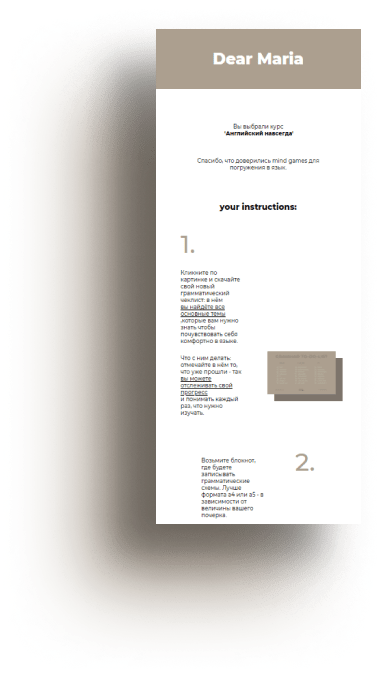 Dear Maria
Вы выбрали курс
"Английский навсегда"
Спасибо, что доверились mind games для
погружения в язык.
your instructions:
1.
Кликните по
картинке и скачайте
свой новый
грамматический
чеклист: в нём
вы найдёте все
основные темы
,которые вам нужно
знать чтобы
почувствовать себя
комфортно в языке.
Что с ним делать:
отмечайте в нём то,
что уже прошли - так
вы можете
отслеживать свой
прогресс
и понимать каждый
раз, что нужно
изучать.
2.
Возьмите блокнот,
где будете
записывать
грамматические
схемы. Лучше
формата а4 или а5 - в
зависимости от
величины вашего
почерка.